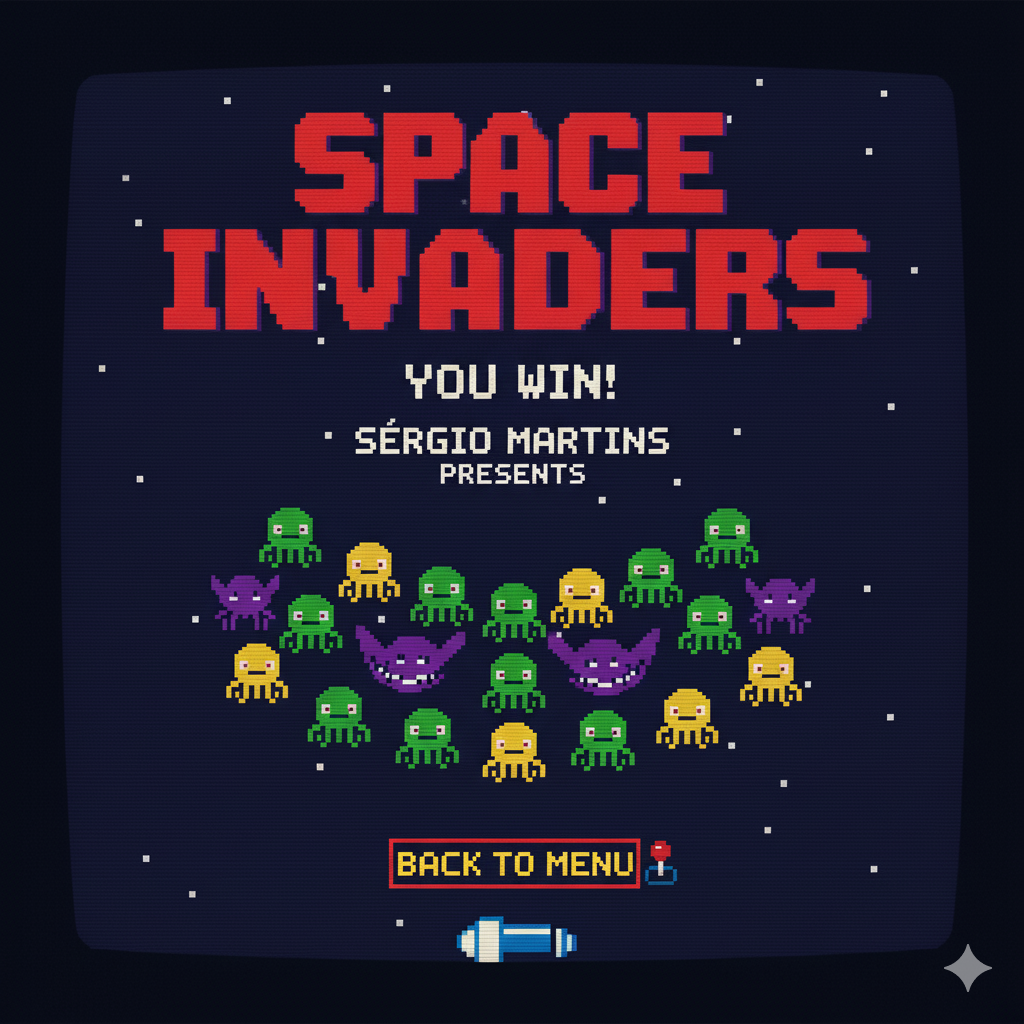 SPACE
INVADERS
YOU WIN!
SÉRGIO MARTINS
PRESENTS
BACK TO MENU